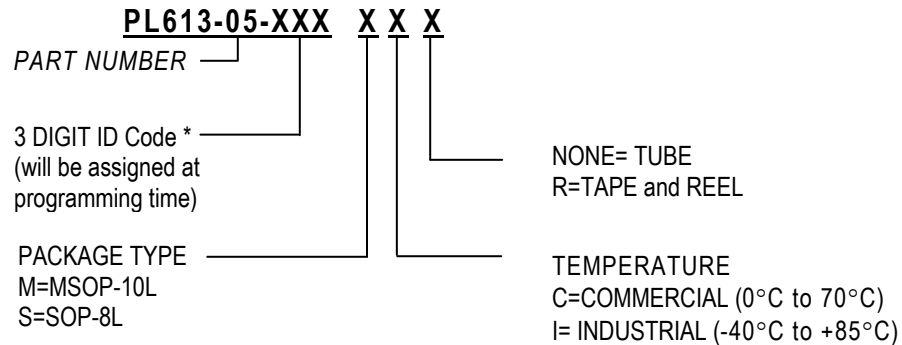 PL613-05-XXX X X X
PART NUMBER
3 DIGIT ID Code *
(will be assigned at
programming time)
PACKAGE TYPE
M=MSOP-10L
S=SOP-8L
NONE= TUBE
R=TAPE and REEL
TEMPERATURE
C=COMMERCIAL (0°C to 70°C)
I= INDUSTRIAL (-40°C to +85°C)